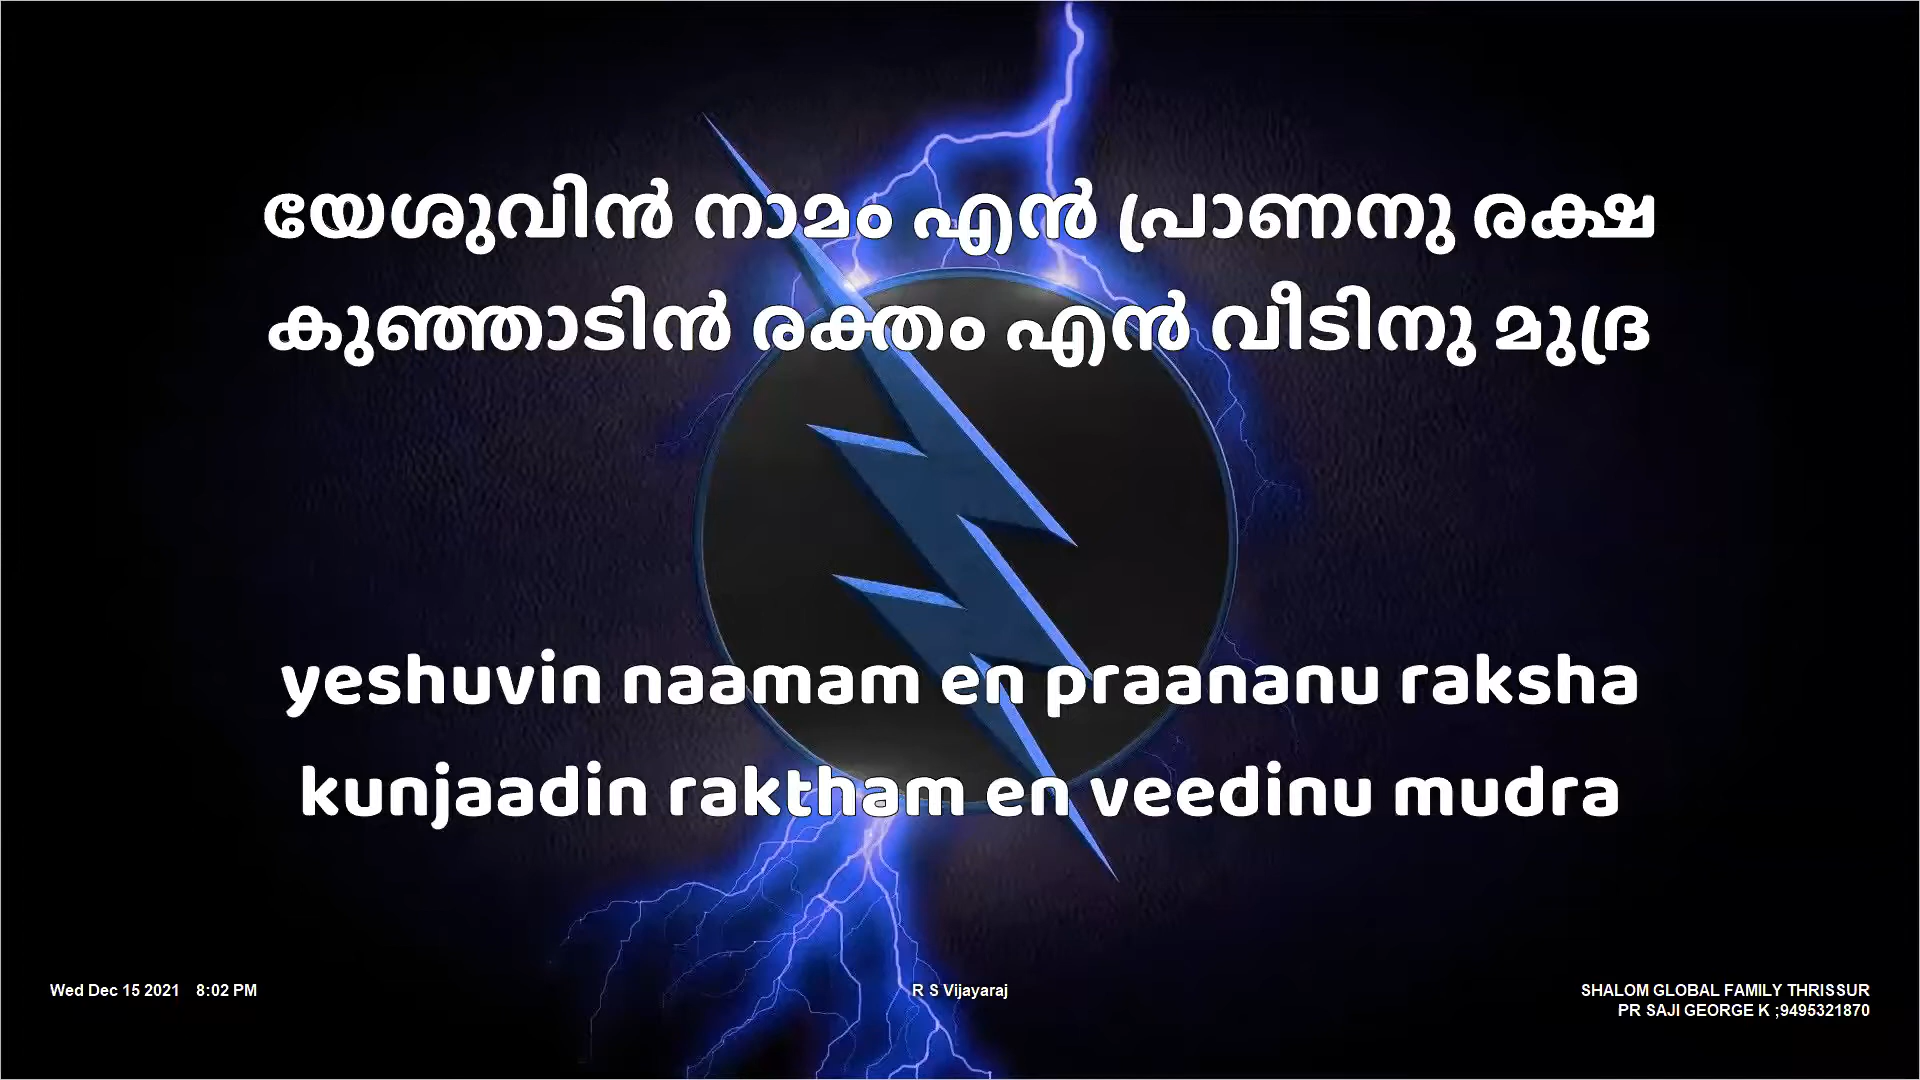 യേശുവിൻ നാമം എൻ പ്രാണനു രക്ഷ
കുഞ്ഞാടിൻ രക്തം എൻ വീടിനു മുദ്ര
yeshuvin naamam en praananu raksha
kunjaadin raktham en veedinu mudra
Wed Dec 15 2021 8:02 PM
R S Vijayaraj
SHALOM GLOBAL FAMILY THRISSUR
PR SAJI GEORGE K ;9495321870